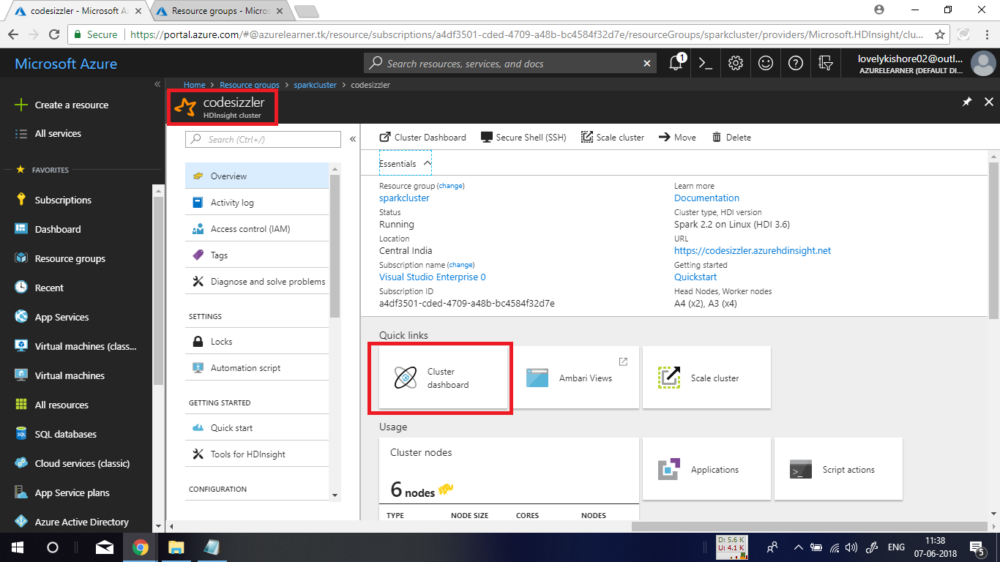 codesizzler - Microsoft A
Resource groups - Micros
Secure
https://portal.azure.com/#@azurelearner.tk/resource/subscriptions/a4df3501-cded-4709-a48b-bc4584f32d7e/resourceGroups/sparkcluster/providers/Microsoft.HDInsight/clu...
Microsoft Azure
Search resources, services, and docs
1
lovelykishore02@outl...
AZURELEARNER (DEFAULT DI...
Home
Resource groups
sparkcluster
codesizzler
codesizzler
HDInsight cluster
Create a resource
All services
FAVORITES
Subscriptions
Dashboard
Resource groups
Recent
App Services
Virtual machines (classi...
Virtual machines
All resources
SQL databases
Cloud services (classic)
App Service plans
Azure Active Directory
Search (Ctrl+/)
Overview
Activity log
Access control (IAM)
Tags
Diagnose and solve problems
SETTINGS
Locks
Automation script
GETTING STARTED
Quick start
Tools for HDInsight
CONFIGURATION
Cluster Dashboard
Secure Shell (SSH)
Scale cluster
Move
Delete
Essentials
Resource group (change)
sparkcluster
Status
Running
Location
Central India
Subscription name (change)
Visual Studio Enterprise 0
Subscription ID
a4df3501-cded-4709-a48b-bc4584f32d7e
Learn more
Documentation
Cluster type, HDI version
Spark 2.2 on Linux (HDI 3.6)
URL
https://codesizzler.azurehdinsight.net
Getting started
Quickstart
Head Nodes, Worker nodes
A4 (x2), A3 (x4)
Quick links
Cluster
dashboard
Ambari Views
Scale cluster
Usage
Cluster nodes
6 nodes
TYPE
NODE SIZE
CORES
NODES
Applications
Script actions
D: 5.6 K
U: 4.1 K
ENG
11:38
07-06-2018
5